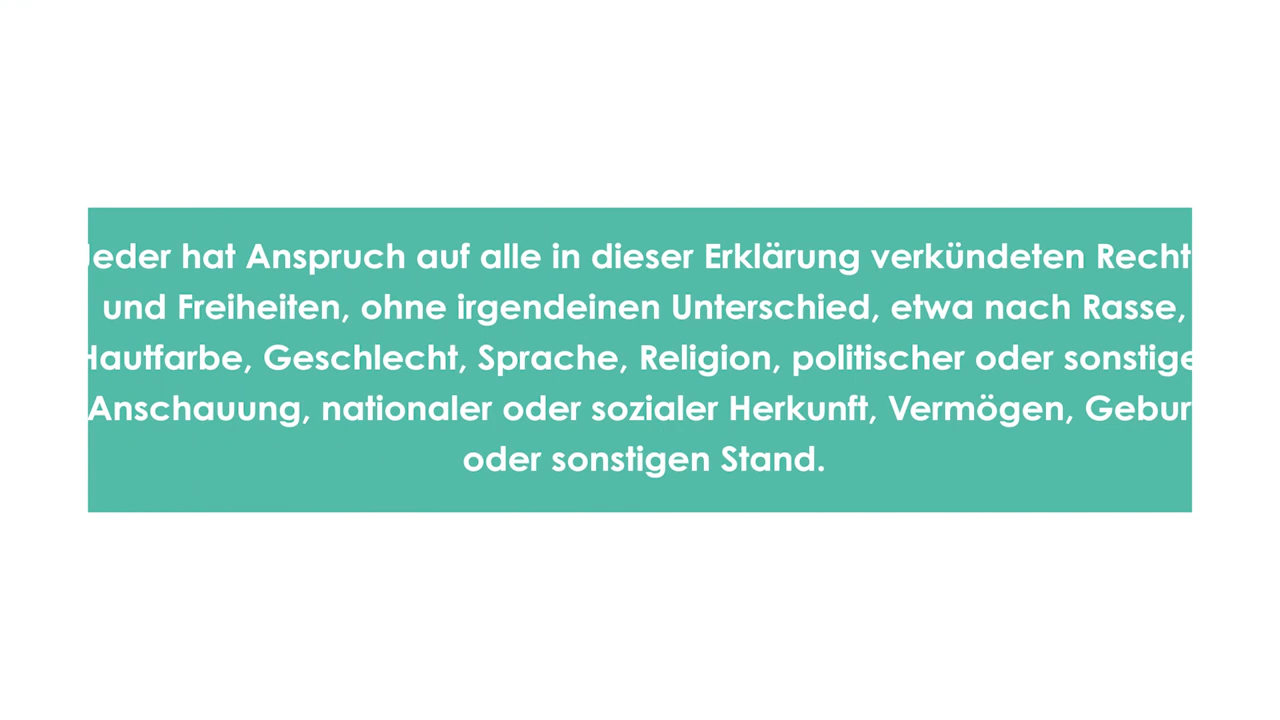 Jeder hat Anspruch auf alle in dieser Erklärung verkündeten Recht
und Freiheiten, ohne irgendeinen Unterschied, etwa nach Rasse,
Hautfarbe, Geschlecht, Sprache, Religion, politischer oder sonstige
Anschauung, nationaler oder sozialer Herkunft, Vermögen, Gebur
oder sonstigen Stand.